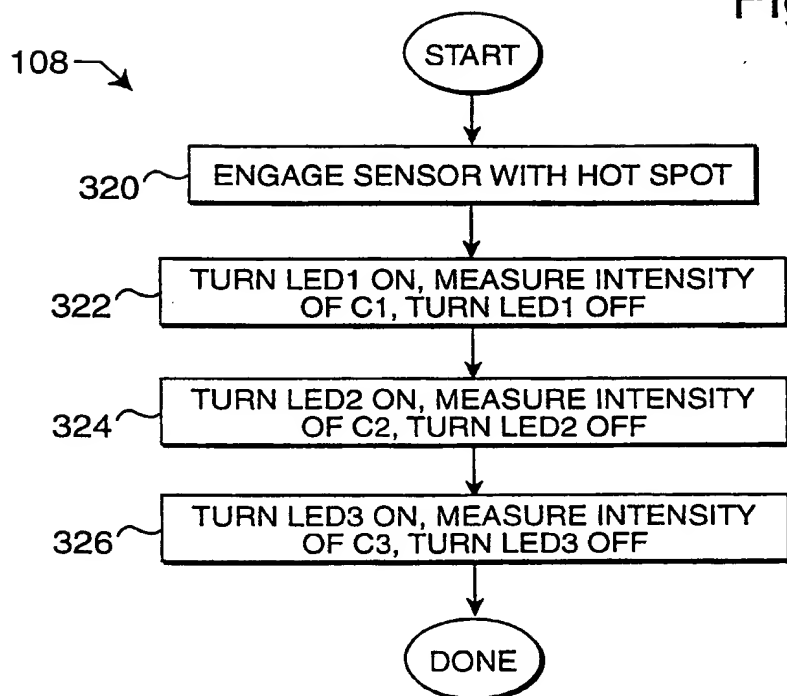 Fig
START
108
ENGAGE SENSOR WITH HOT SPOT
320
TURN LED1 ON, MEASURE INTENSITY
OF C1, TURN LED1 OFF
322
TURN LED2 ON, MEASURE INTENSITY
OF C2, TURN LED2 OFF
324
TURN LED3 ON, MEASURE INTENSITY
OF C3, TURN LED3 OFF
326
DONE